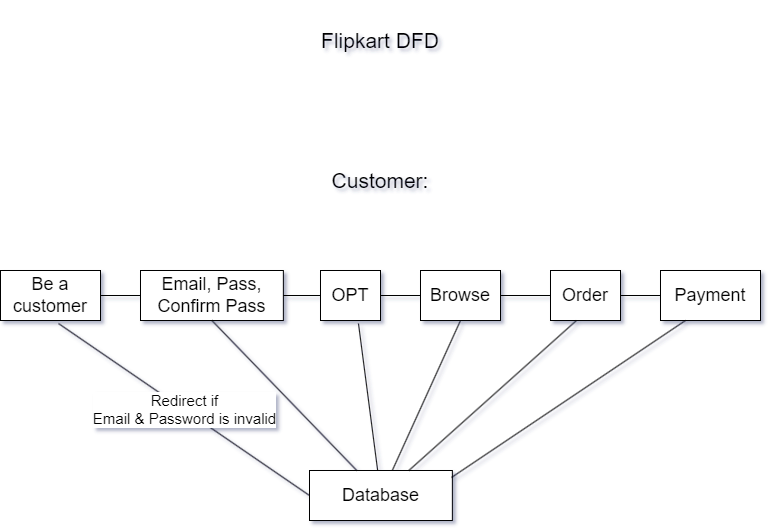 Flipkart DFD
Customer:
Be a
customer
Email, Pass,
Confirm Pass
OPT
Browse
Order
Payment
Redirect if
Email & Password is invalid
Database